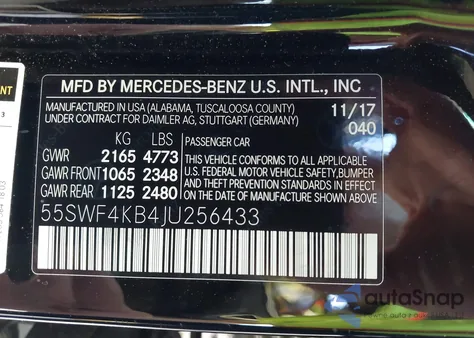 MFD BY MERCEDES-BENZ U.S. INTL., INC
MANUFACTURED IN USA (ALABAMA, TUSCALOOSA COUNTY)
UNDER CONTRACT FOR DAIMLER AG, STUTTGART (GERMANY)
11/17
040
KG LBS
GVWR 2165 4773
GAWR FRONT 1065 2348
GAWR REAR 1125 2480
PASSENGER CAR
THIS VEHICLE CONFORMS TO ALL APPLICABLE
U.S. FEDERAL MOTOR VEHICLE SAFETY,BUMPER
AND THEFT PREVENTION STANDARDS IN EFFECT
ON THE DATE OF MANUFACTURE SHOWN ABOVE
55SWF4KB4JU256433
autoSnap